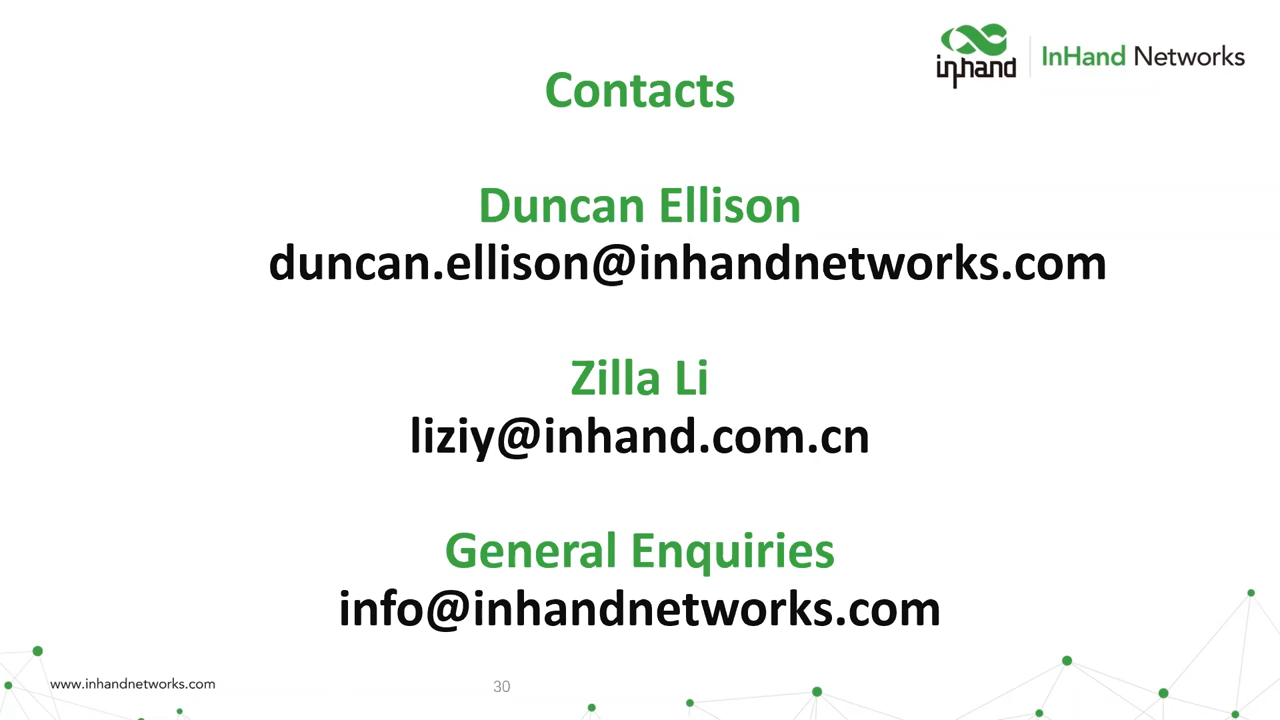 inhand
InHand Networks
Contacts
Duncan Ellison
duncan.ellison@inhandnetworks.com
Zilla Li
liziy@inhand.com.cn
General Enquiries
info@inhandnetworks.com
www.inhandnetworks.com
30